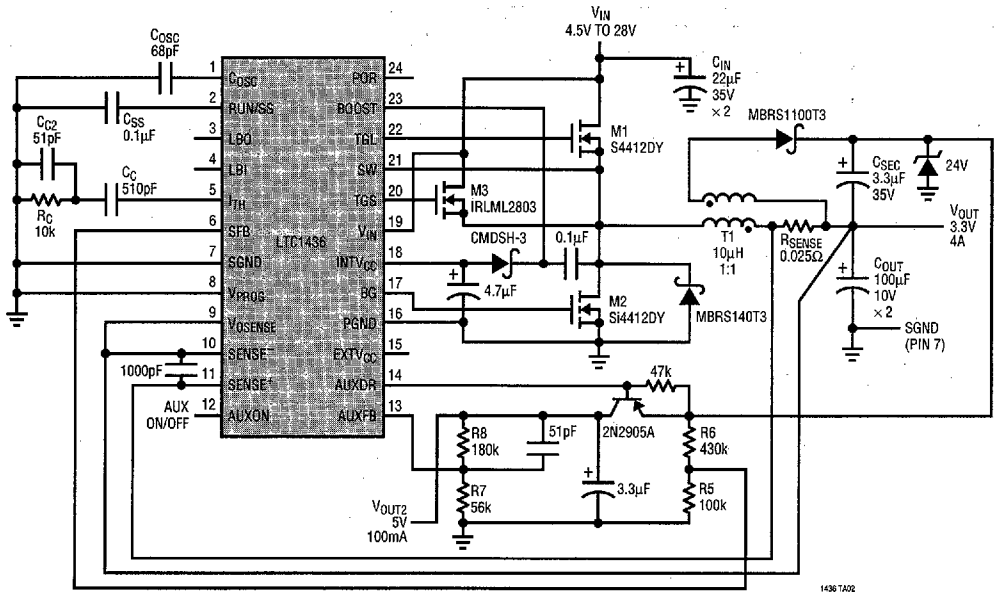 VIN
4.5V TO 28V
COSC
68pF
CIN
22µF
35V
× 2
1
COSC
POR
24
2
RUN/SS
BOOST
23
CSS
0.1µF
CC2
51pF
3
LBO
TGL
22
M1
S4412DY
MBRS1100T3
4
LBI
SW
21
CSEC
3.3µF
35V
24V
CC
510pF
5
ITH
TGS
20
M3
IRLML2803
RC
10k
6
SFB
VIN
19
LTC1436
T1
10µH
1:1
RSENSE
0.025Ω
VOUT
3.3V
4A
CMDSH-3
0.1µF
7
SGND
INTVCC
18
4.7µF
COUT
100µF
10V
× 2
8
VPROG
BG
17
M2
Si4412DY
MBRS140T3
9
VOSENSE
PGND
16
SGND
(PIN 7)
10
SENSE–
EXTVCC
15
1000pF
11
SENSE+
AUXDR
14
47k
AUX
ON/OFF
12
AUXON
AUXFB
13
2N2905A
R8
180k
51pF
R6
430k
R7
56k
3.3µF
R5
100k
VOUT2
5V
100mA
1436 TA02